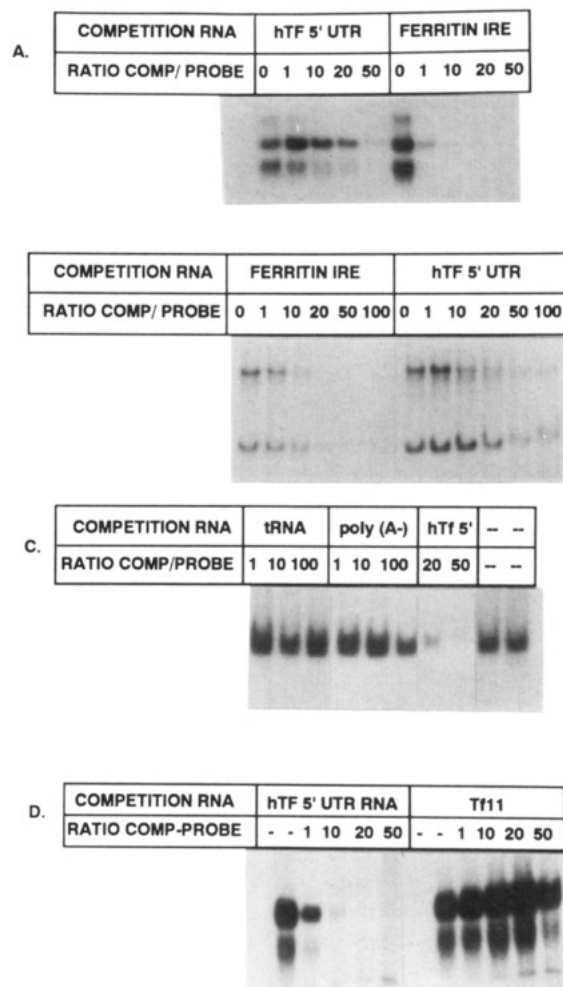 A.
COMPETITION RNA hTF 5' UTR FERRITIN IRE
RATIO COMP/ PROBE 0 1 10 20 50 0 1 10 20 50
COMPETITION RNA FERRITIN IRE hTF 5' UTR
RATIO COMP/ PROBE 0 1 10 20 50 100 0 1 10 20 50 100
C.
COMPETITION RNA tRNA poly (A-) hTf 5' -- --
RATIO COMP/PROBE 1 10 100 1 10 100 20 50 -- --
D.
COMPETITION RNA hTF 5' UTR RNA Tf11
RATIO COMP-PROBE - - 1 10 20 50 - - 1 10 20 50